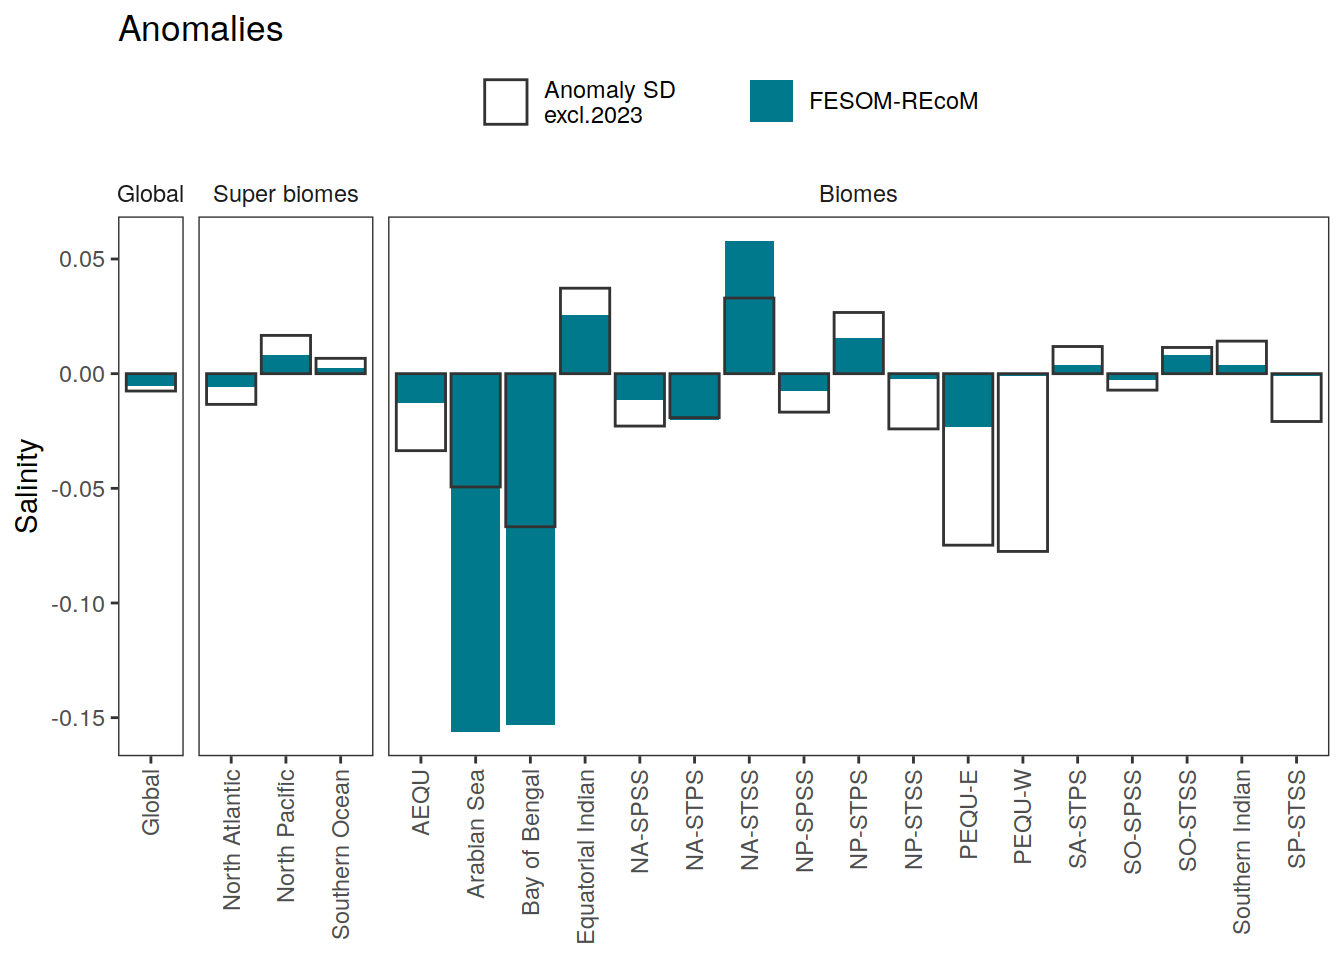 Anomalies
Anomaly SD
excl.2023
FESOM-REcoM
Global
Super biomes
Biomes
Salinity
0.05
0.00
-0.05
-0.10
-0.15
Global
North Atlantic
North Pacific
Southern Ocean
AEQU
Arabian Sea
Bay of Bengal
Equatorial Indian
NA-SPSS
NA-STPS
NA-STSS
NP-SPSS
NP-STPS
NP-STSS
PEQU-E
PEQU-W
SA-STPS
SO-SPSS
SO-STSS
Southern Indian
SP-STSS